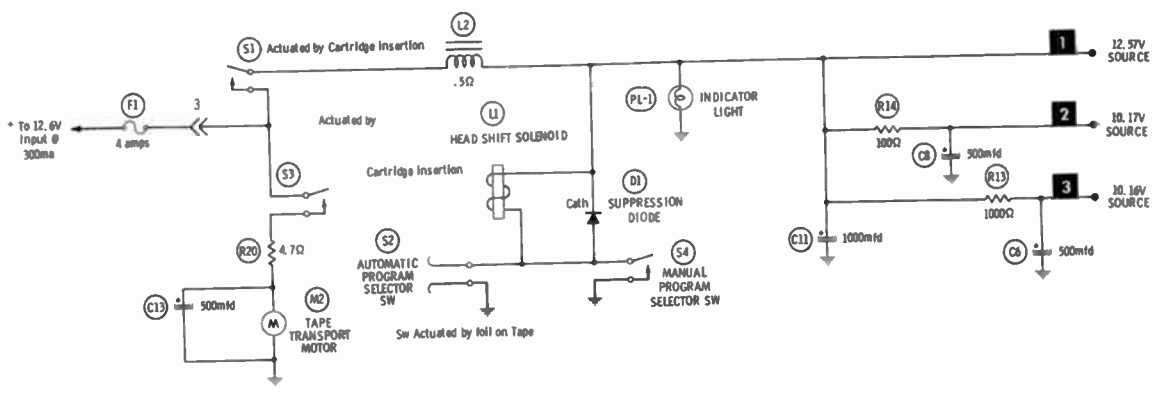 L2
S1 Actuated by Cartridge Insertion
.5Ω
1
12.57V
SOURCE
F1
3
+ To 12.6V
Input @
300ma
4 amps
Actuated by
L1
HEAD SHIFT SOLENOID
PL-1
INDICATOR
LIGHT
R14
100Ω
2
10.17V
SOURCE
C8
500mfd
S3
Cartridge Insertion
D1
SUPPRESSION
DIODE
Cath
R13
1000Ω
3
10.16V
SOURCE
R20
4.7Ω
S2
AUTOMATIC
PROGRAM
SELECTOR
SW
S4
MANUAL
PROGRAM
SELECTOR SW
C11
1000mfd
C6
500mfd
C13
500mfd
M
M2
TAPE
TRANSPORT
MOTOR
Sw Actuated by foil on Tape